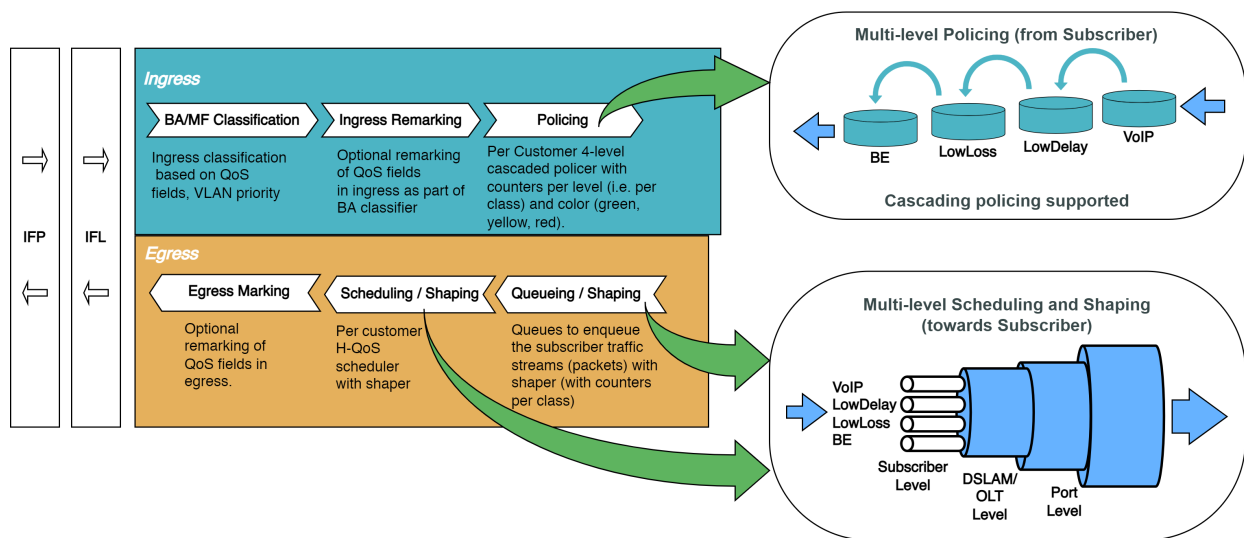 IFP
IFL
Ingress
BA/MF Classification
Ingress classification
based on QoS
fields, VLAN priority
Ingress Remarking
Optional remarking
of QoS fields
in ingress as part of
BA classifier
Policing
Per Customer 4-level
cascaded policer with
counters per level (i.e. per
class) and color (green,
yellow, red).
Egress
Egress Marking
Optional
remarking of
QoS fields in
egress.
Scheduling / Shaping
Per customer
H-QoS
scheduler
with shaper
Queueing / Shaping
Queues to enqueue
the subscriber traffic
streams (packets) with
shaper (with counters
per class)
Multi-level Policing (from Subscriber)
BE
LowLoss
LowDelay
VoIP
Cascading policing supported
Multi-level Scheduling and Shaping
(towards Subscriber)
VoIP
LowDelay
LowLoss
BE
Subscriber
Level
DSLAM/
OLT
Level
Port
Level